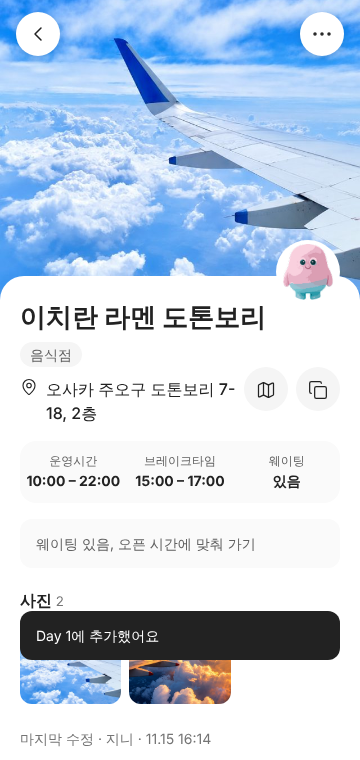 이치란 라멘 도톤보리
음식점
오사카 주오구 도톤보리 7-
18, 2층
운영시간 브레이크타임 웨이팅
10:00 – 22:00 15:00 – 17:00 있음
웨이팅 있음, 오픈 시간에 맞춰 가기
사진 2
Day 1에 추가했어요
마지막 수정 · 지니 · 11.15 16:14